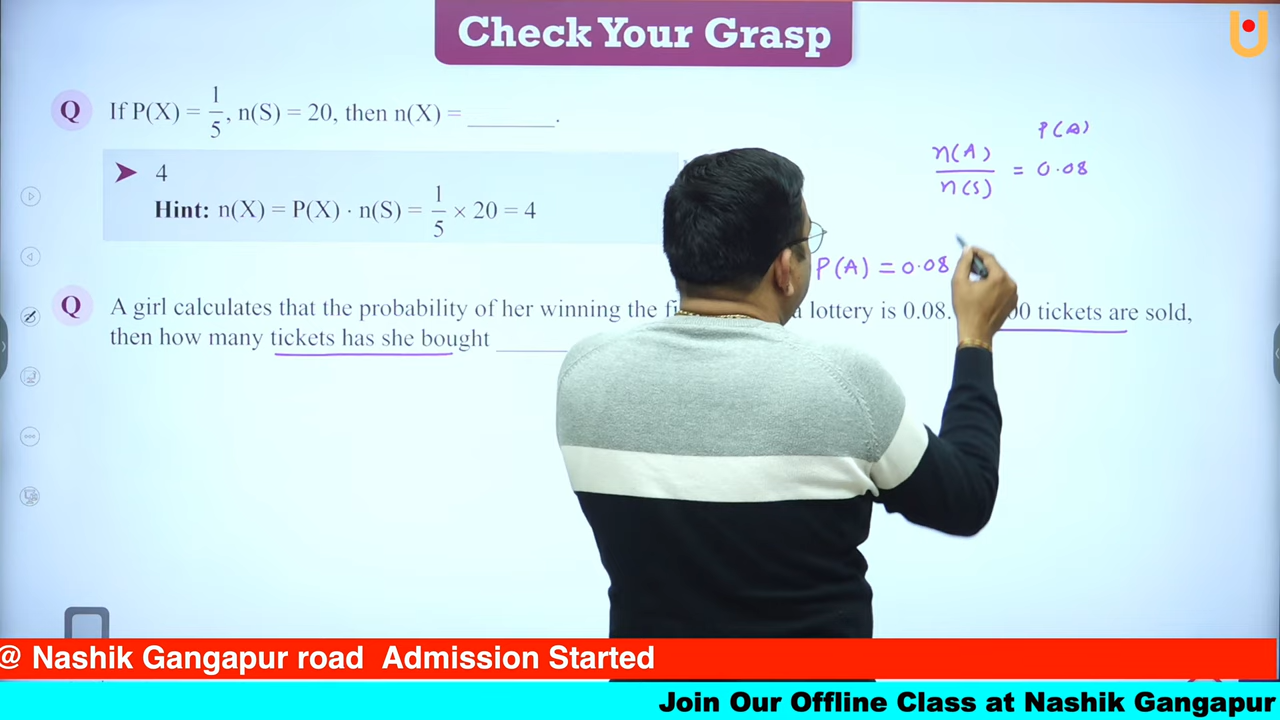 Check Your Grasp
Q If P(X) = 1/5, n(S) = 20, then n(X) = ________.
➤ 4
Hint: n(X) = P(X) · n(S) = 1/5 × 20 = 4
P(A)
n(A)/n(S) = 0.08
P(A) = 0.08
Q A girl calculates that the probability of her winning the lottery is 0.08. tickets are sold,
then how many tickets has she bought ________
@ Nashik Gangapur road Admission Started
Join Our Offline Class at Nashik Gangapur